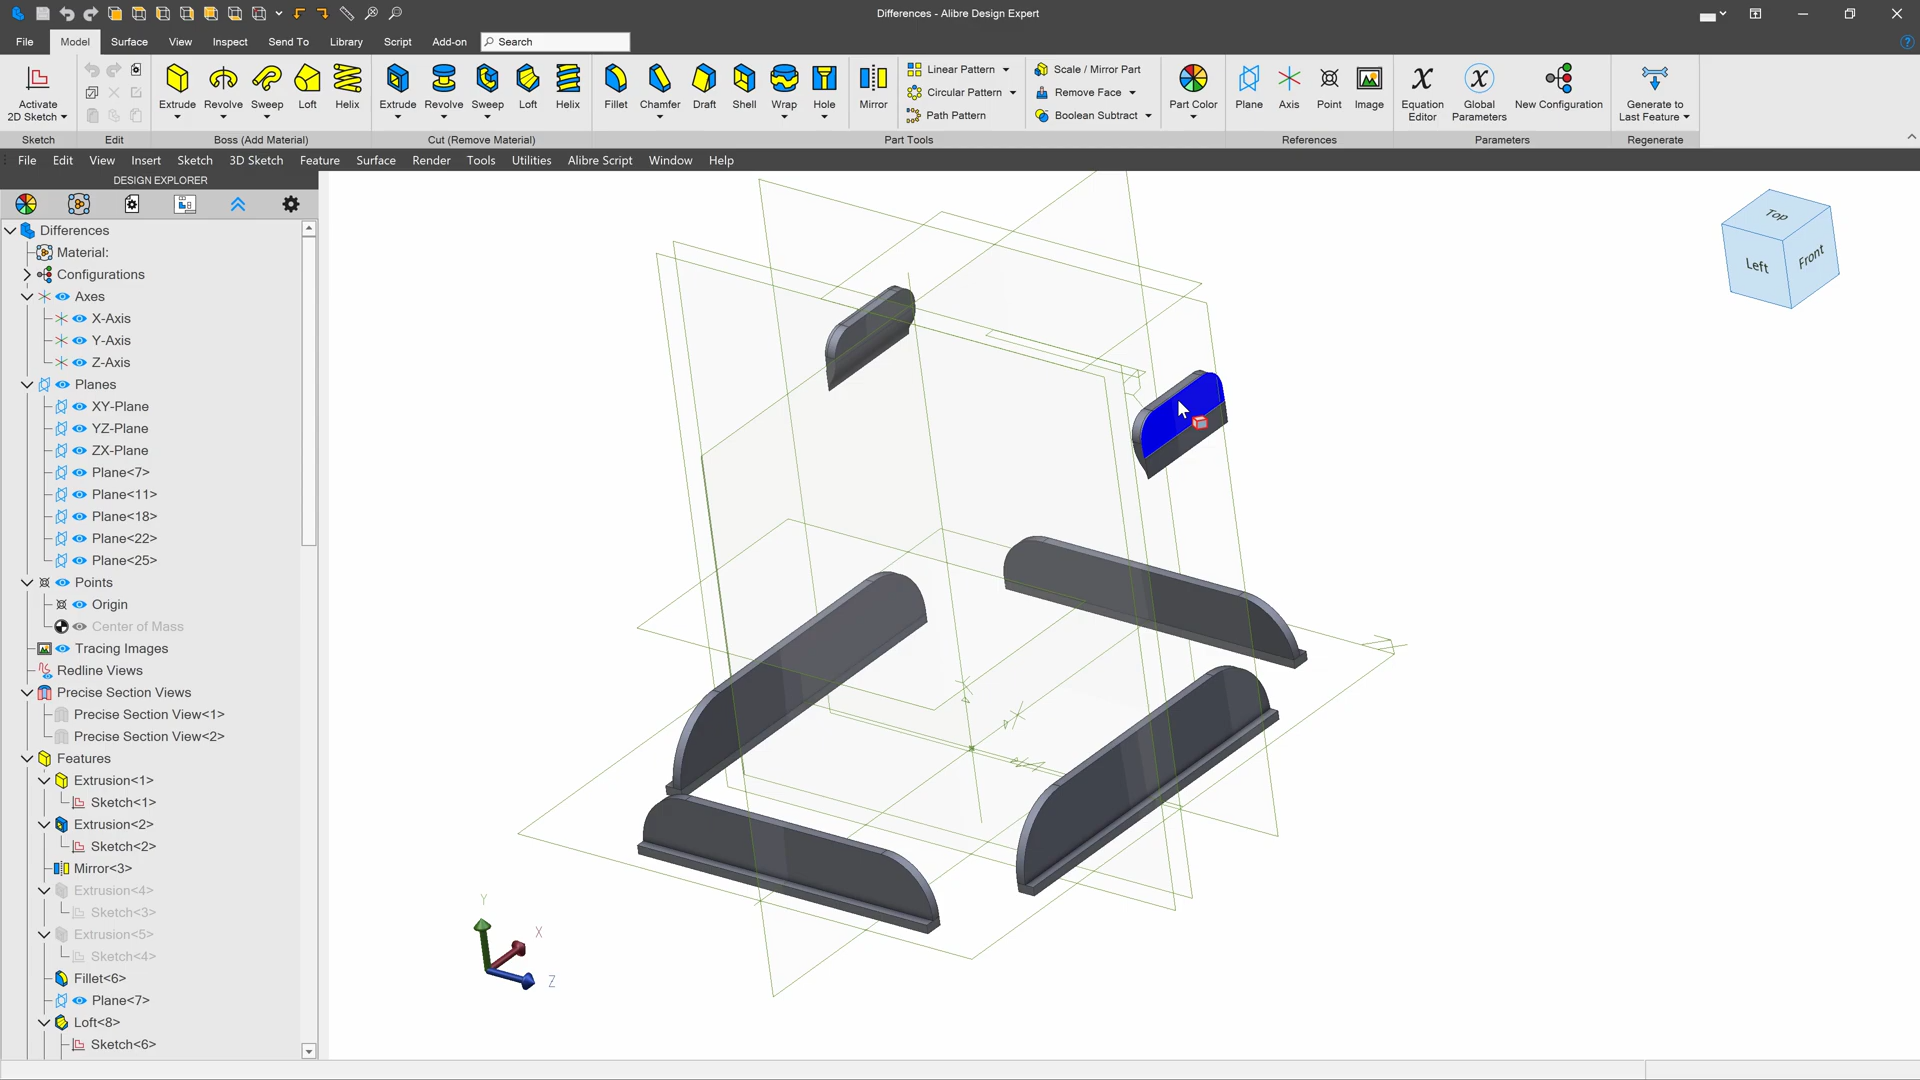 Differences - Alibre Design Expert
File Model Surface View Inspect Send To Library Script Add-on Search
Activate 2D Sketch
Sketch
Edit
Extrude Revolve Sweep Loft Helix
Boss (Add Material)
Extrude Revolve Sweep Loft Helix
Cut (Remove Material)
Fillet Chamfer Draft Shell Wrap Hole Mirror
Linear Pattern
Circular Pattern
Path Pattern
Scale / Mirror Part
Remove Face
Boolean Subtract
Part Color
Part Tools
Plane Axis Point Image
References
Equation Editor
Global Parameters
New Configuration
Parameters
Generate to Last Feature
Regenerate
File Edit View Insert Sketch 3D Sketch Feature Surface Render Tools Utilities Alibre Script Window Help
DESIGN EXPLORER
Differences
Material:
Configurations
Axes
X-Axis
Y-Axis
Z-Axis
Planes
XY-Plane
YZ-Plane
ZX-Plane
Plane<7>
Plane<11>
Plane<18>
Plane<22>
Plane<25>
Points
Origin
Center of Mass
Tracing Images
Redline Views
Precise Section Views
Precise Section View<1>
Precise Section View<2>
Features
Extrusion<1>
Sketch<1>
Extrusion<2>
Sketch<2>
Mirror<3>
Extrusion<4>
Sketch<3>
Extrusion<5>
Sketch<4>
Fillet<6>
Plane<7>
Loft<8>
Sketch<6>
Top
Left
Front
Y
X
Z